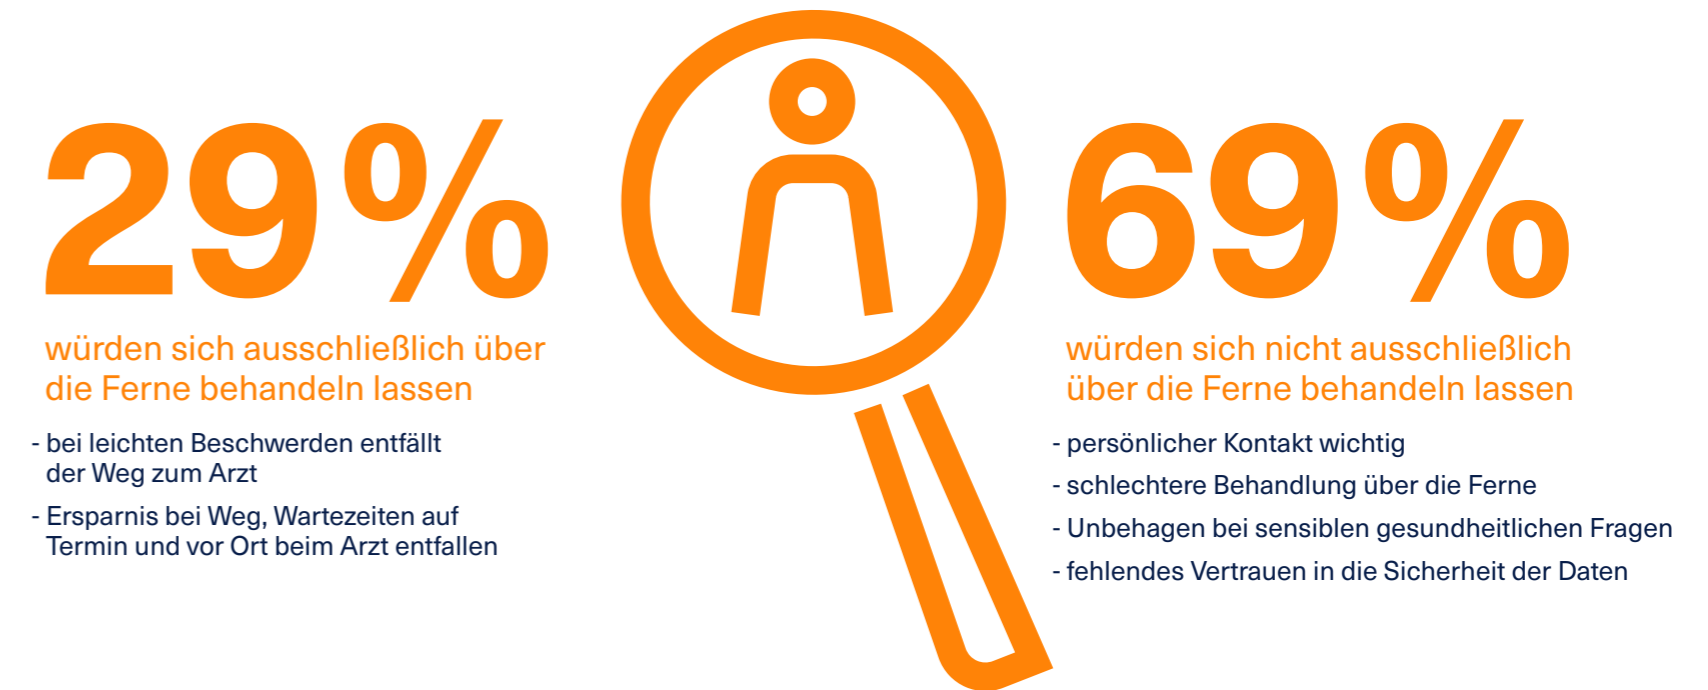 29%
würden sich ausschließlich über
die Ferne behandeln lassen
- bei leichten Beschwerden entfällt
der Weg zum Arzt
- Ersparnis bei Weg, Wartezeiten auf
Termin und vor Ort beim Arzt entfallen
69%
würden sich nicht ausschließlich
über die Ferne behandeln lassen
- persönlicher Kontakt wichtig
- schlechtere Behandlung über die Ferne
- Unbehagen bei sensiblen gesundheitlichen Fragen
- fehlendes Vertrauen in die Sicherheit der Daten